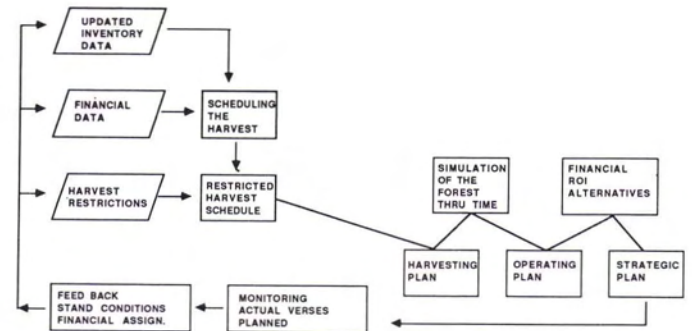 UPDATED
INVENTORY
DATA
FINANCIAL
DATA
SCHEDULING
THE
HARVEST
HARVEST
RESTRICTIONS
RESTRICTED
HARVEST
SCHEDULE
SIMULATION
OF THE
FOREST
THRU TIME
FINANCIAL
ROI
ALTERNATIVES
HARVESTING
PLAN
OPERATING
PLAN
STRATEGIC
PLAN
FEED BACK
STAND CONDITIONS
FINANCIAL ASSIGN.
MONITORING
ACTUAL VERSES
PLANNED